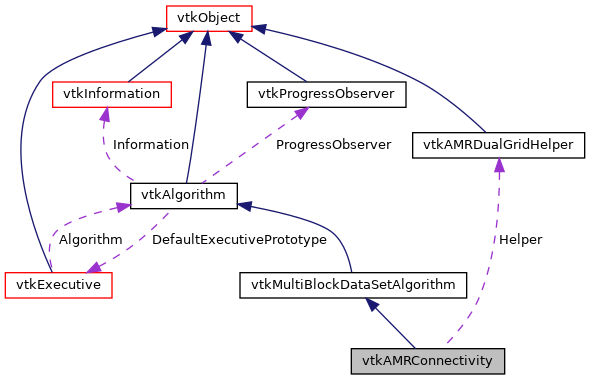 vtkObject
vtkInformation
vtkProgressObserver
vtkAMRDualGridHelper
Information
ProgressObserver
vtkAlgorithm
Algorithm
DefaultExecutivePrototype
Helper
vtkExecutive
vtkMultiBlockDataSetAlgorithm
vtkAMRConnectivity